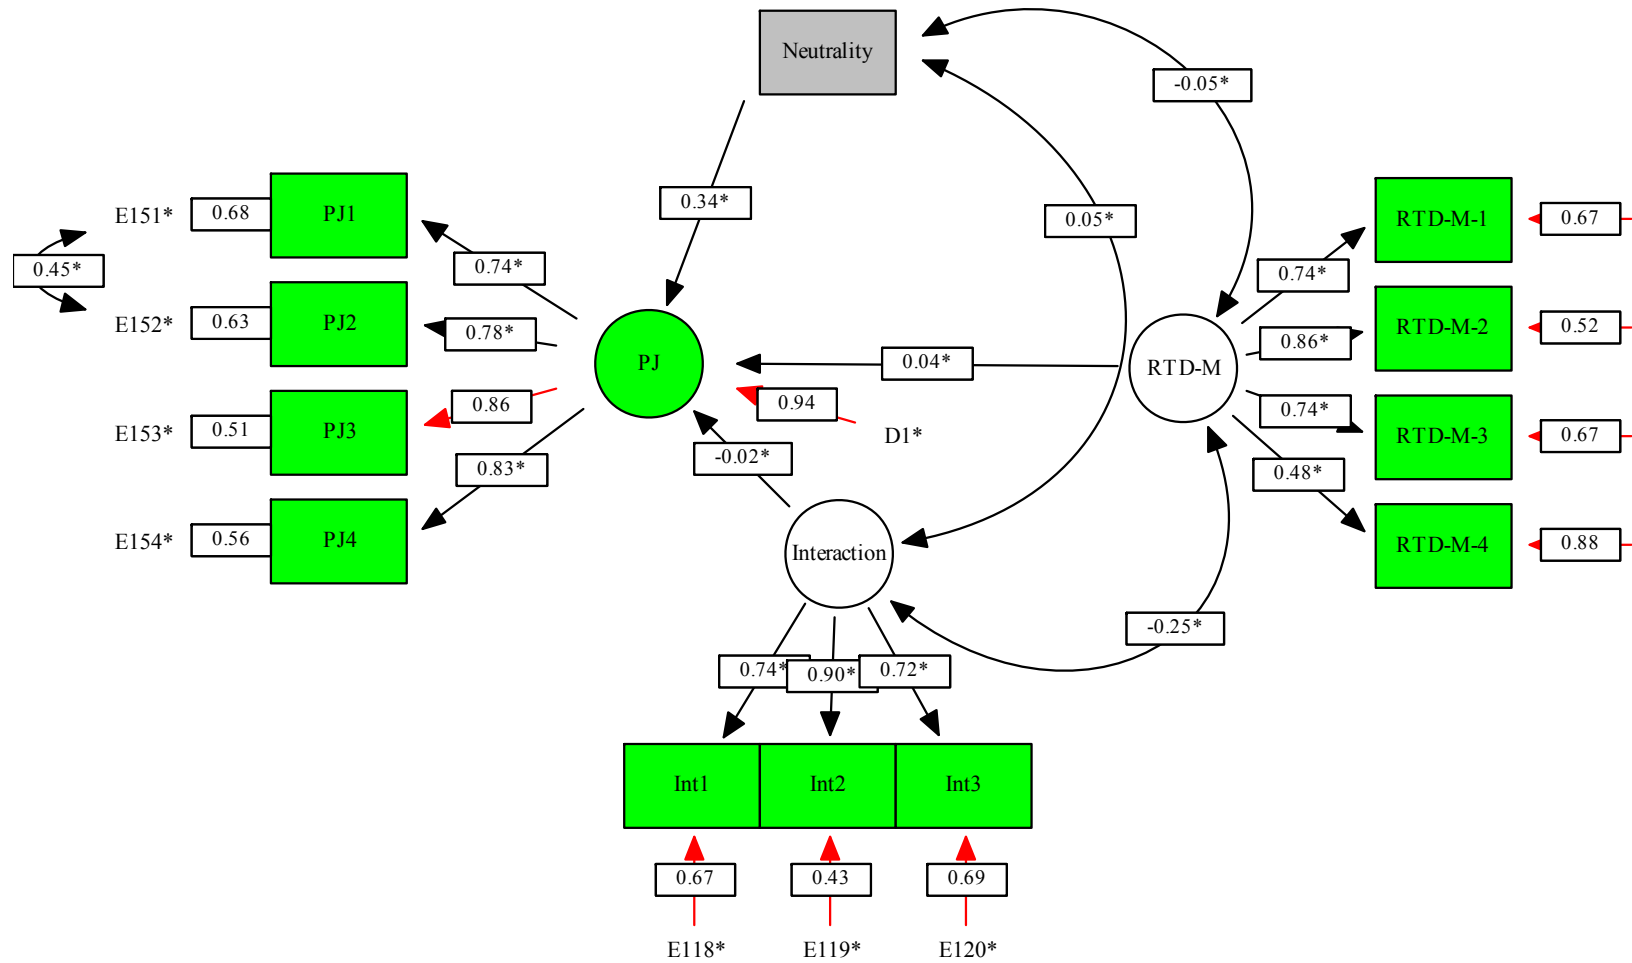 Neutrality
-0.05*
0.34*
0.05*
E151*
0.68
PJ1
0.74*
0.45*
E152*
0.63
PJ2
0.78*
PJ
0.04*
RTD-M
0.74*
RTD-M-1
0.67
0.86*
RTD-M-2
0.52
E153*
0.51
PJ3
0.86
0.94
D1*
0.74*
RTD-M-3
0.67
E154*
0.56
PJ4
0.83*
-0.02*
0.48*
RTD-M-4
0.88
Interaction
-0.25*
0.74*
0.90*
0.72*
Int1
Int2
Int3
0.67
0.43
0.69
E118*
E119*
E120*